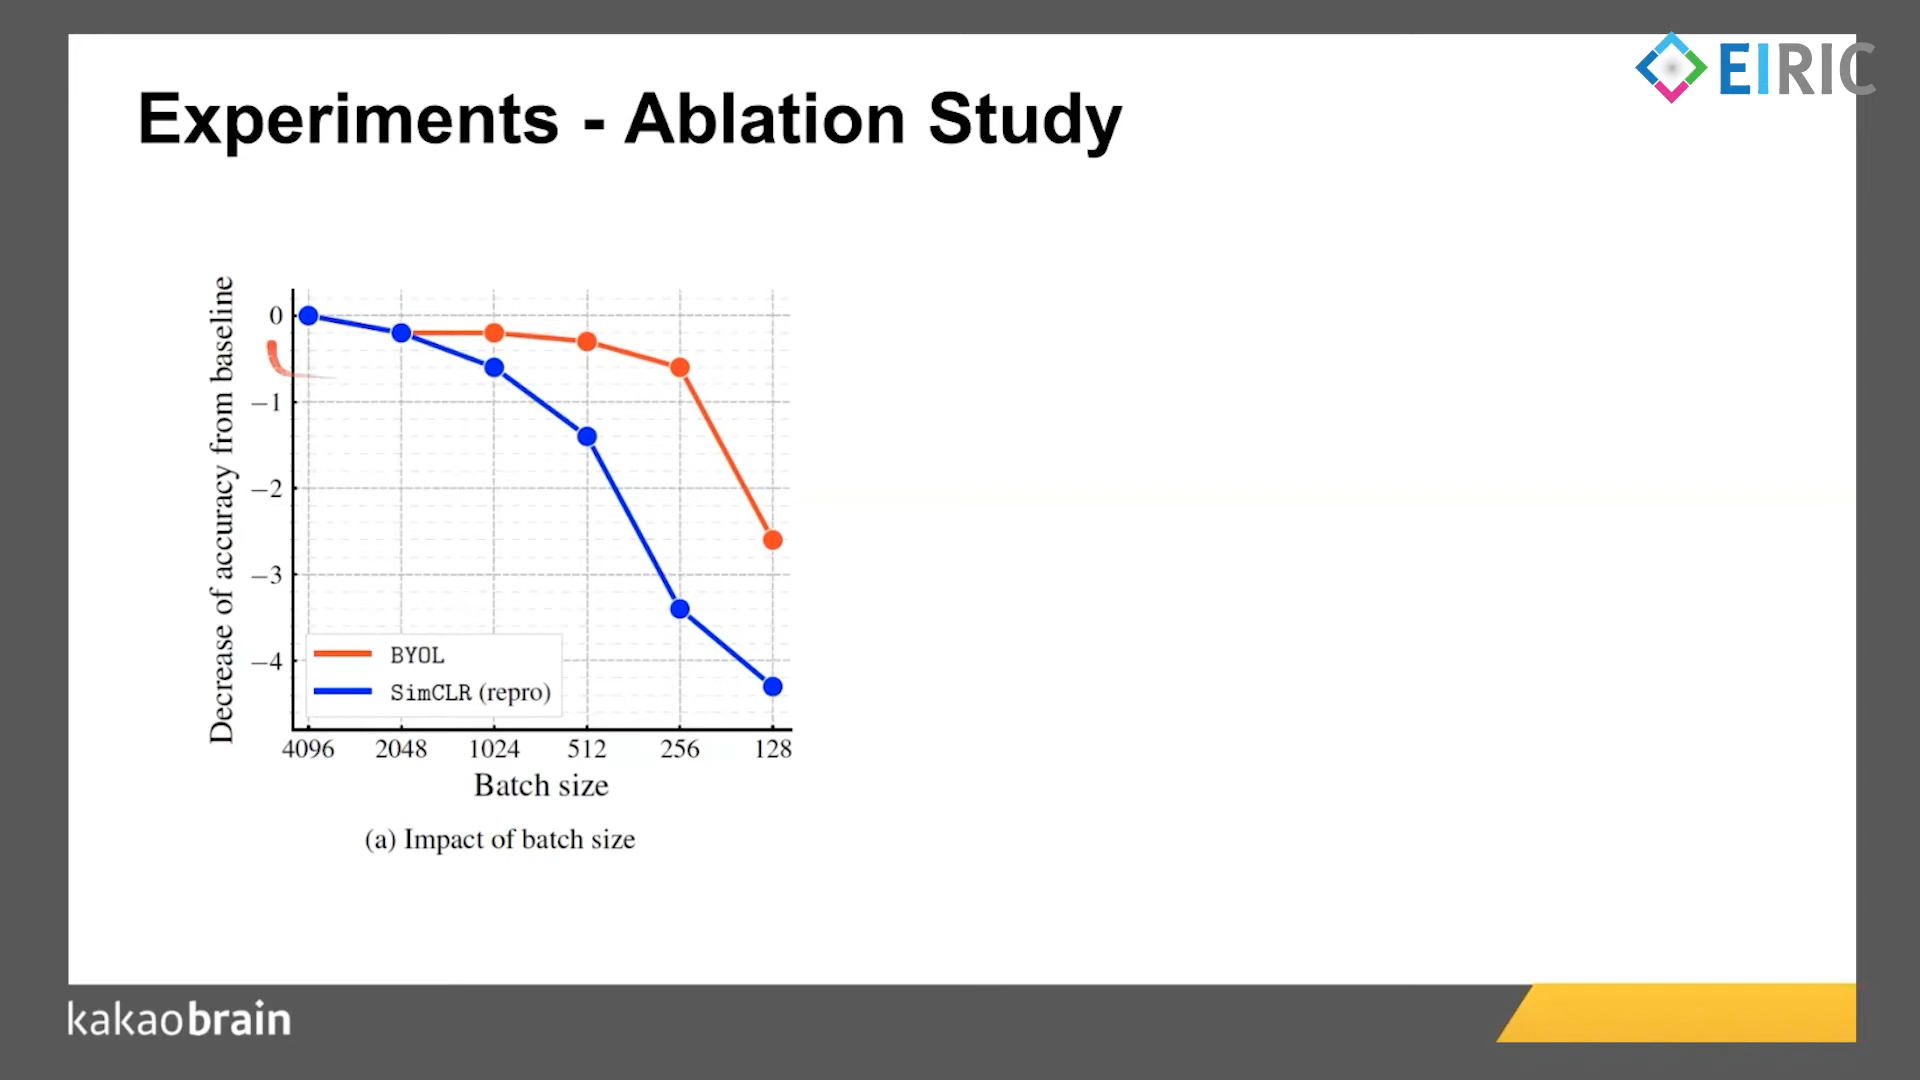 EIRIC
Experiments - Ablation Study
Decrease of accuracy from baseline
0
−1
−2
−3
−4
BYOL
SimCLR (repro)
4096 2048 1024 512 256 128
Batch size
(a) Impact of batch size
kakaobrain